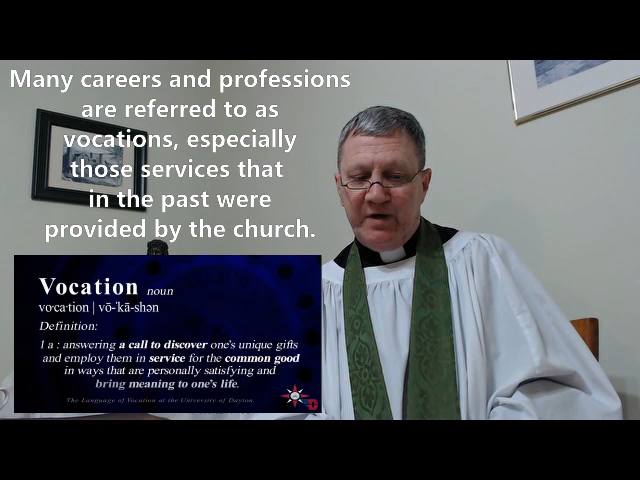 Many careers and professions
are referred to as
vocations, especially
those services that
in the past were
provided by the church.
Vocation noun
vo·ca·tion | vō-ˈkā-shən
Definition:
1 a : answering a call to discover one's unique gifts
and employ them in service for the common good
in ways that are personally satisfying and
bring meaning to one's life.
The Language of Vocation at the University of Dayton